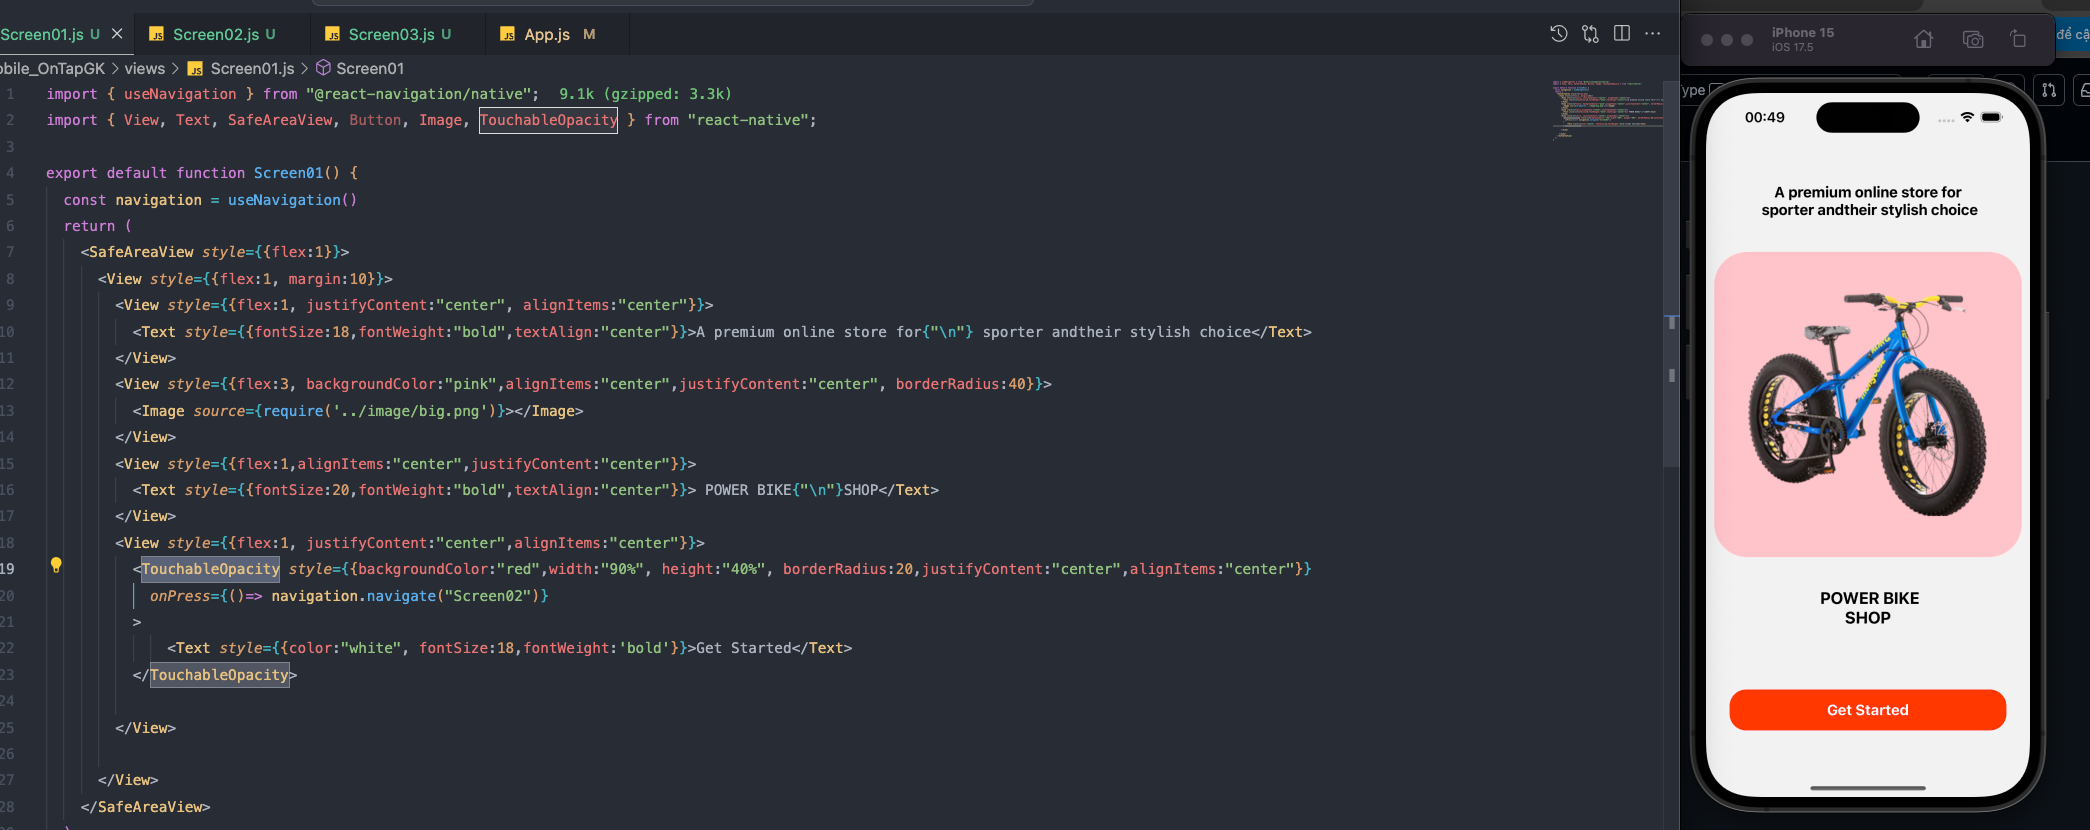 Screen01.js U
JS Screen02.js U
JS Screen03.js U
JS App.js M
obile_OnTapGK > views > JS Screen01.js > Screen01
1 import { useNavigation } from "@react-navigation/native"; 9.1k (gzipped: 3.3k)
2 import { View, Text, SafeAreaView, Button, Image, TouchableOpacity } from "react-native";
3
4 export default function Screen01() {
5 const navigation = useNavigation()
6 return (
7 <SafeAreaView style={{flex:1}}>
8 <View style={{flex:1, margin:10}}>
9 <View style={{flex:1, justifyContent:"center", alignItems:"center"}}>
10 <Text style={{fontSize:18,fontWeight:"bold",textAlign:"center"}}>A premium online store for{"\n"} sporter andtheir stylish choice</Text>
11 </View>
12 <View style={{flex:3, backgroundColor:"pink",alignItems:"center",justifyContent:"center", borderRadius:40}}>
13 <Image source={require('../image/big.png')}></Image>
14 </View>
15 <View style={{flex:1,alignItems:"center",justifyContent:"center"}}>
16 <Text style={{fontSize:20,fontWeight:"bold",textAlign:"center"}}> POWER BIKE{"\n"}SHOP</Text>
17 </View>
18 <View style={{flex:1, justifyContent:"center",alignItems:"center"}}>
19 <TouchableOpacity style={{backgroundColor:"red",width:"90%", height:"40%", borderRadius:20,justifyContent:"center",alignItems:"center"}}
20 onPress={()=> navigation.navigate("Screen02")}
21 >
22 <Text style={{color:"white", fontSize:18,fontWeight:'bold'}}>Get Started</Text>
23 </TouchableOpacity>
24
25 </View>
26
27 </View>
28 </SafeAreaView>
)
iPhone 15
iOS 17.5
để cậ
ype
00:49
A premium online store for
sporter andtheir stylish choice
POWER BIKE
SHOP
Get Started